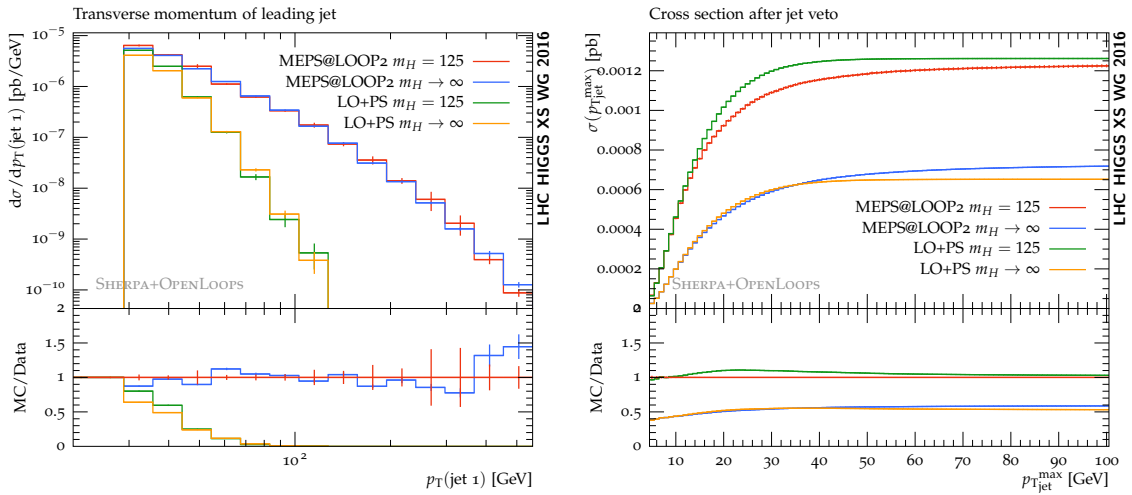 Transverse momentum of leading jet
dσ/dp_T(jet 1) [pb/GeV]
10^−5
10^−6
10^−7
10^−8
10^−9
10^−10
MEPS@LOOP2 m_H = 125
MEPS@LOOP2 m_H → ∞
LO+PS m_H = 125
LO+PS m_H → ∞
SHERPA+OPENLOOPS
LHC HIGGS XS WG 2016
MC/Data
2
1.5
1
0.5
0
10^2
p_T(jet 1) [GeV]
Cross section after jet veto
σ(p_T_jet^max) [pb]
0.0012
0.001
0.0008
0.0006
0.0004
0.0002
0
MEPS@LOOP2 m_H = 125
MEPS@LOOP2 m_H → ∞
LO+PS m_H = 125
LO+PS m_H → ∞
SHERPA+OPENLOOPS
LHC HIGGS XS WG 2016
MC/Data
2
1.5
1
0.5
0
10 20 30 40 50 60 70 80 90 100
p_T_jet^max [GeV]